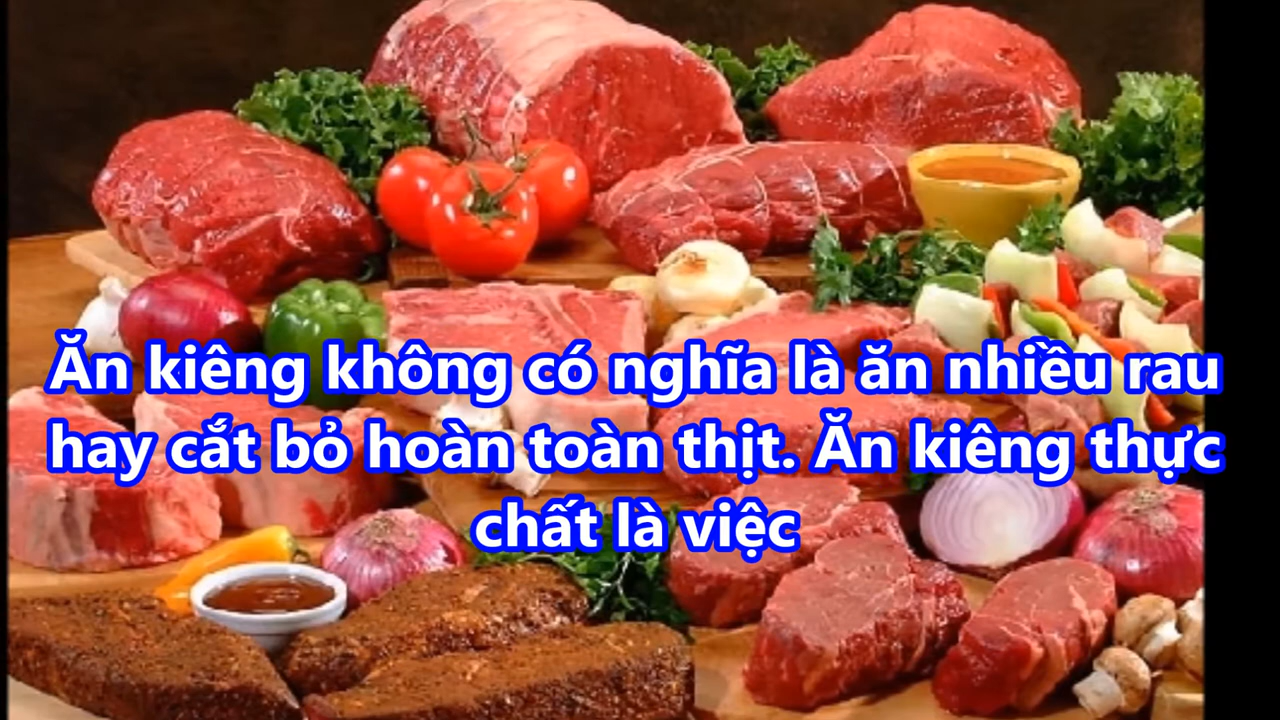 Ăn kiêng không có nghĩa là ăn nhiều rau
hay cắt bỏ hoàn toàn thịt. Ăn kiêng thực
chất là việc